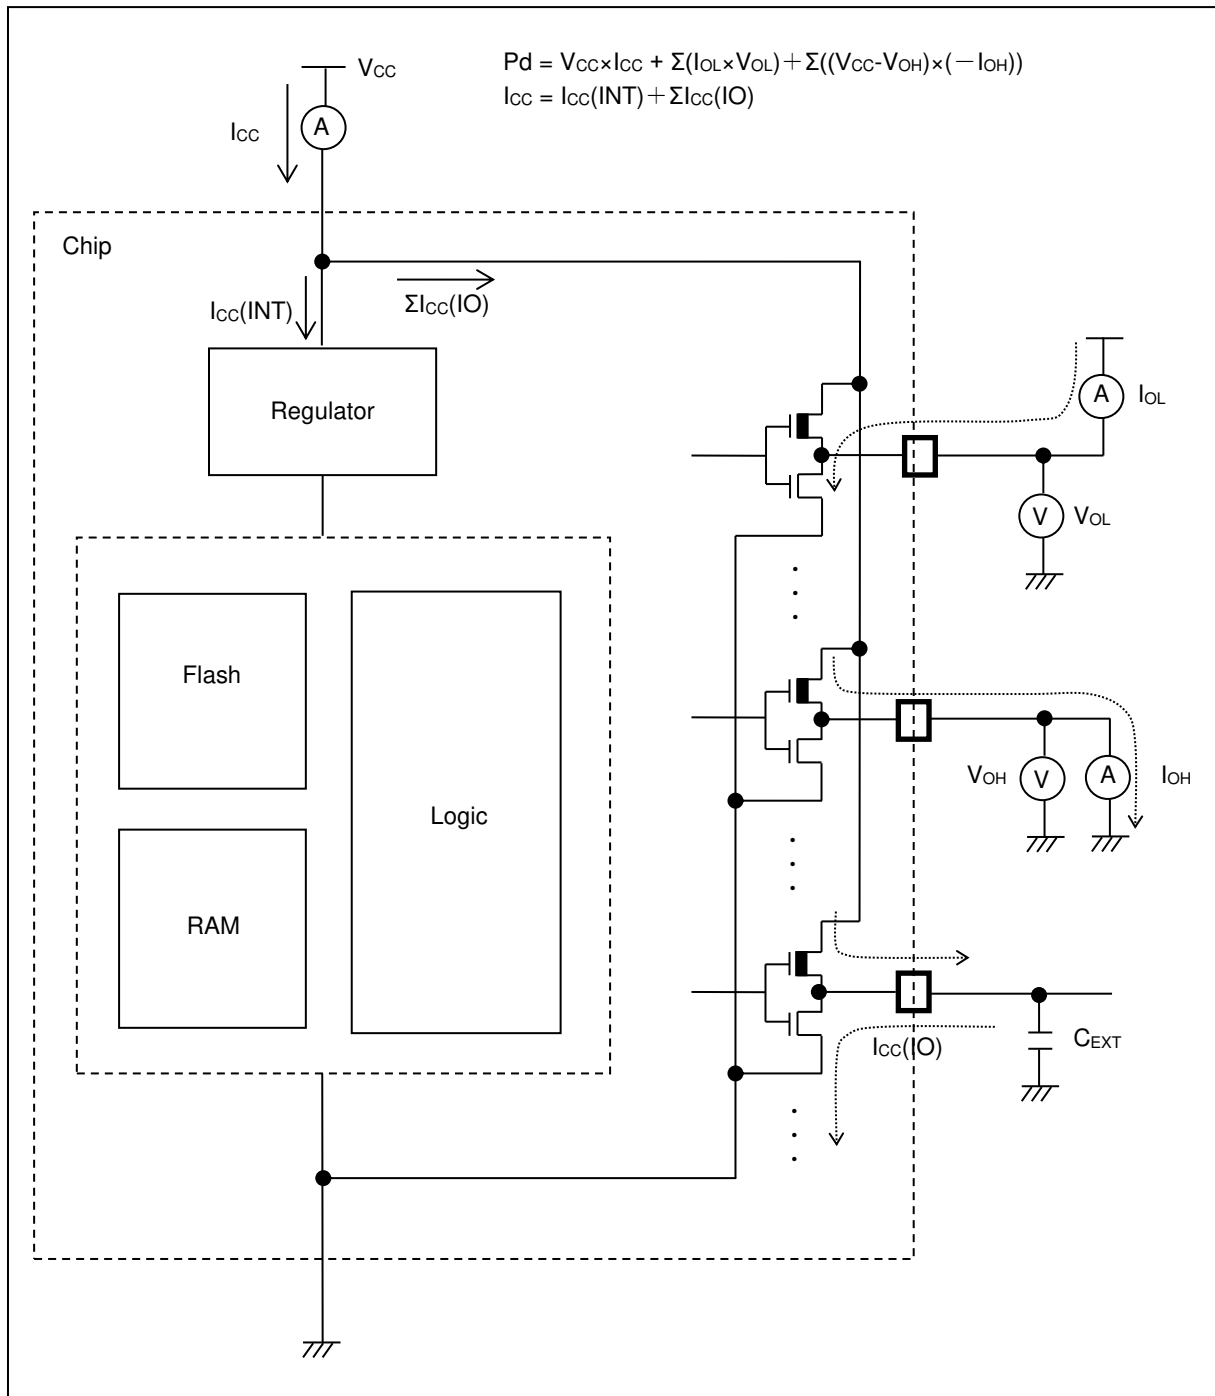 Pd = VCC×ICC + Σ(IOL×VOL)+Σ((VCC-VOH)×(－IOH))
ICC = ICC(INT)+ΣICC(IO)
VCC
A
ICC
Chip
ICC(INT)
ΣICC(IO)
Regulator
A
IOL
V
VOL
Flash
Logic
RAM
VOH
V
A
IOH
ICC(IO)
CEXT